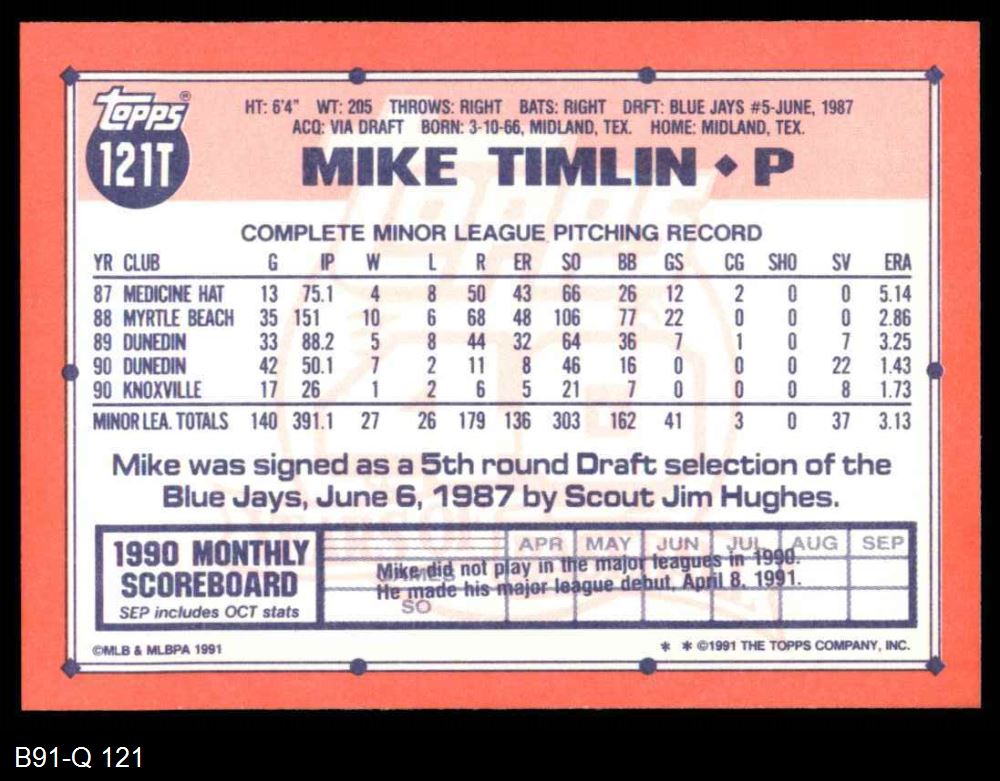 topps®
121T
HT: 6'4" WT: 205 THROWS: RIGHT BATS: RIGHT DRFT: BLUE JAYS #5-JUNE, 1987
ACQ: VIA DRAFT BORN: 3-10-66, MIDLAND, TEX. HOME: MIDLAND, TEX.
MIKE TIMLIN ♦ P
COMPLETE MINOR LEAGUE PITCHING RECORD
YR CLUB G IP W L R ER SO BB GS CG SHO SV ERA
87 MEDICINE HAT 13 75.1 4 8 50 43 66 26 12 2 0 0 5.14
88 MYRTLE BEACH 35 151 10 6 68 48 106 77 22 0 0 0 2.86
89 DUNEDIN 33 88.2 5 8 44 32 64 36 7 1 0 7 3.25
90 DUNEDIN 42 50.1 7 2 11 8 46 16 0 0 0 22 1.43
90 KNOXVILLE 17 26 1 2 6 5 21 7 0 0 0 8 1.73
MINOR LEA. TOTALS 140 391.1 27 26 179 136 303 162 41 3 0 37 3.13
Mike was signed as a 5th round Draft selection of the
Blue Jays, June 6, 1987 by Scout Jim Hughes.
1990 MONTHLY
SCOREBOARD
SEP includes OCT stats
APR MAY JUN JUL AUG SEP
GAMES
SO
Mike did not play in the major leagues in 1990.
He made his major league debut, April 8, 1991.
©MLB & MLBPA 1991
* * ©1991 THE TOPPS COMPANY, INC.
B91-Q 121